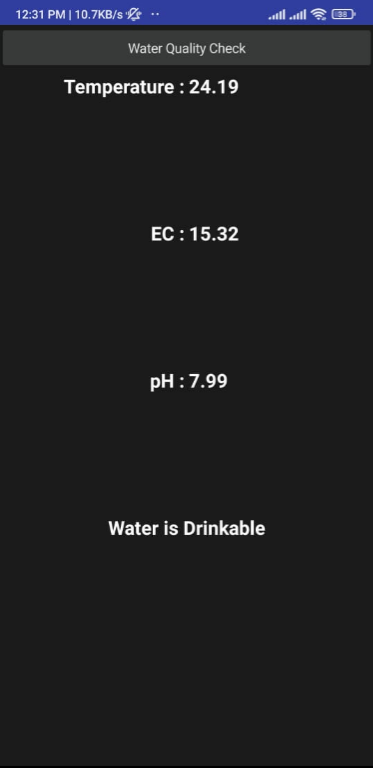 12:31 PM | 10.7KB/s
98
Water Quality Check
Temperature : 24.19
EC : 15.32
pH : 7.99
Water is Drinkable